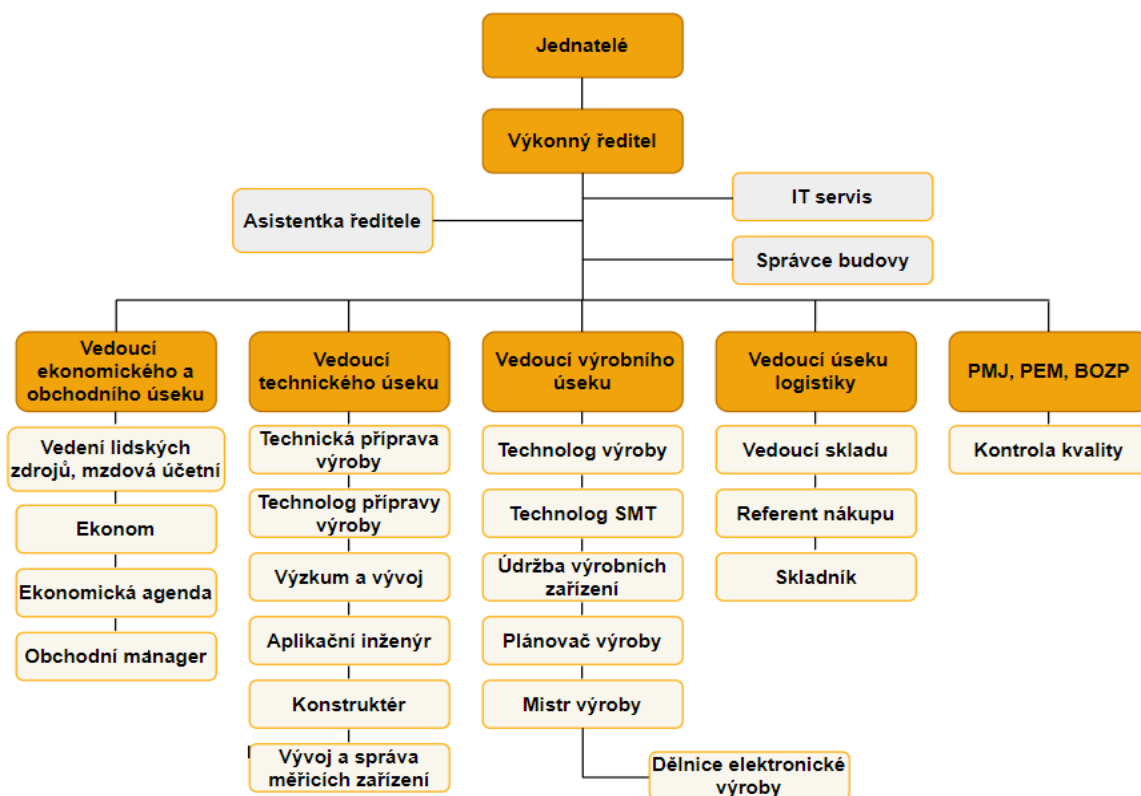 Jednatelé
Výkonný ředitel
Asistentka ředitele
IT servis
Správce budovy
Vedoucí
ekonomického a
obchodního úseku
Vedení lidských
zdrojů, mzdová účetní
Ekonom
Ekonomická agenda
Obchodní manager
Vedoucí
technického úseku
Technická příprava
výroby
Technolog přípravy
výroby
Výzkum a vývoj
Aplikační inženýr
Konstruktér
Vývoj a správa
měřicích zařízení
Vedoucí výrobního
úseku
Technolog výroby
Technolog SMT
Údržba výrobních
zařízení
Plánovač výroby
Mistr výroby
Dělnice elektronické
výroby
Vedoucí úseku
logistiky
Vedoucí skladu
Referent nákupu
Skladník
PMJ, PEM, BOZP
Kontrola kvality